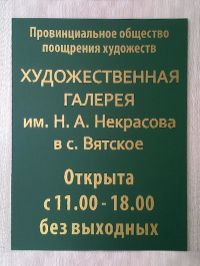 Провинциальное общество
поощрения художеств
ХУДОЖЕСТВЕННАЯ
ГАЛЕРЕЯ
им. Н. А. Некрасова
в с. Вятское
Открыта
с 11.00 - 18.00
без выходных